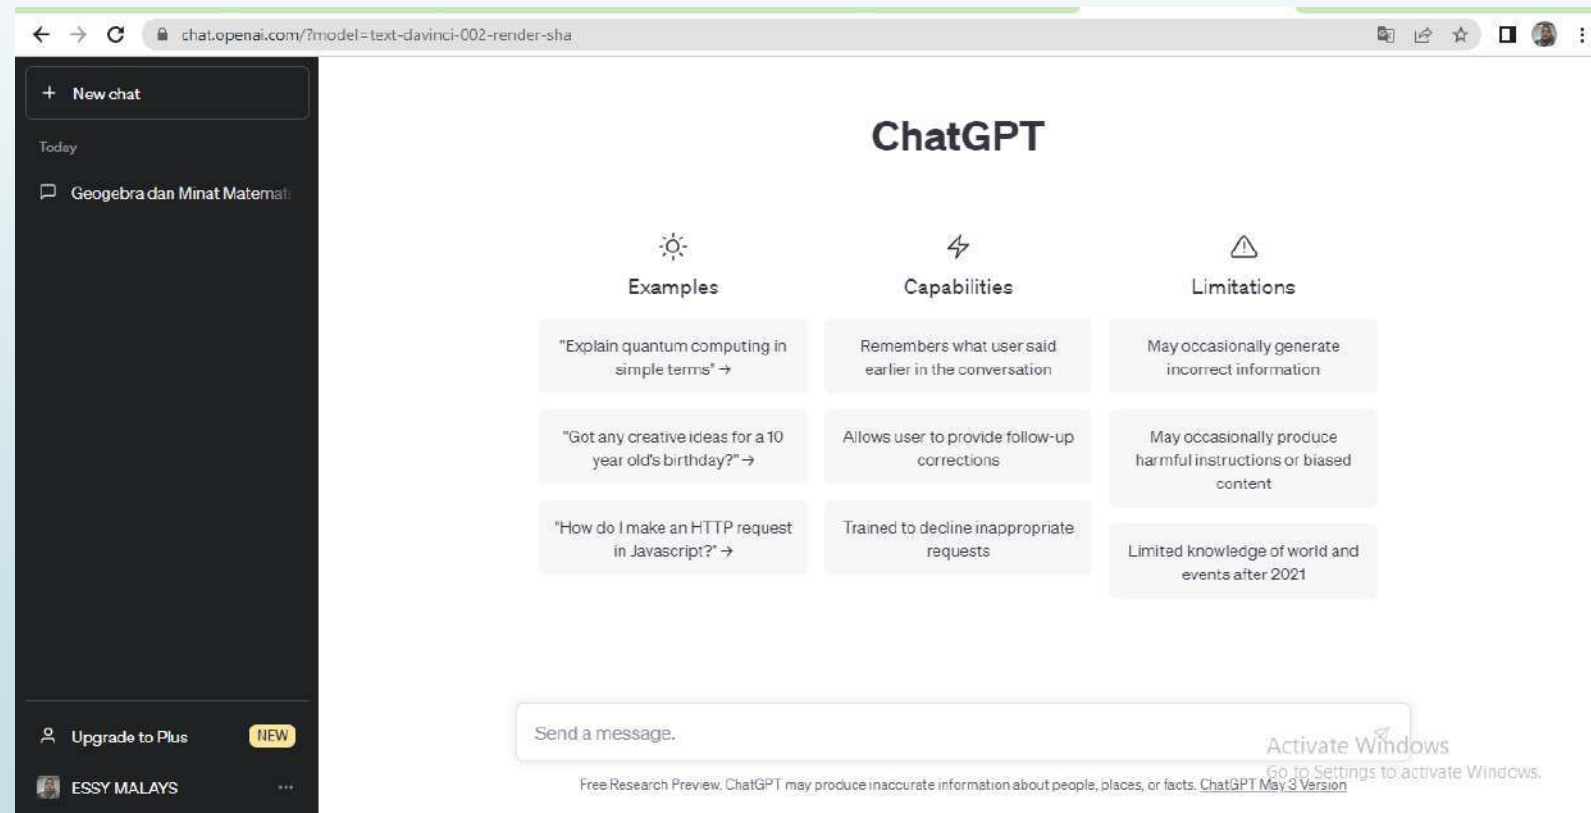 chat.openai.com/?model=text-davinci-002-render-sha
+ New chat
Today
Geogebra dan Minat Matemati
Upgrade to Plus
NEW
ESSY MALAYS
ChatGPT
Examples
"Explain quantum computing in
simple terms" →
"Got any creative ideas for a 10
year old's birthday?" →
"How do I make an HTTP request
in Javascript?" →
Capabilities
Remembers what user said
earlier in the conversation
Allows user to provide follow-up
corrections
Trained to decline inappropriate
requests
Limitations
May occasionally generate
incorrect information
May occasionally produce
harmful instructions or biased
content
Limited knowledge of world and
events after 2021
Send a message.
Activate Windows
Go to Settings to activate Windows.
Free Research Preview. ChatGPT may produce inaccurate information about people, places, or facts. ChatGPT May 3 Version